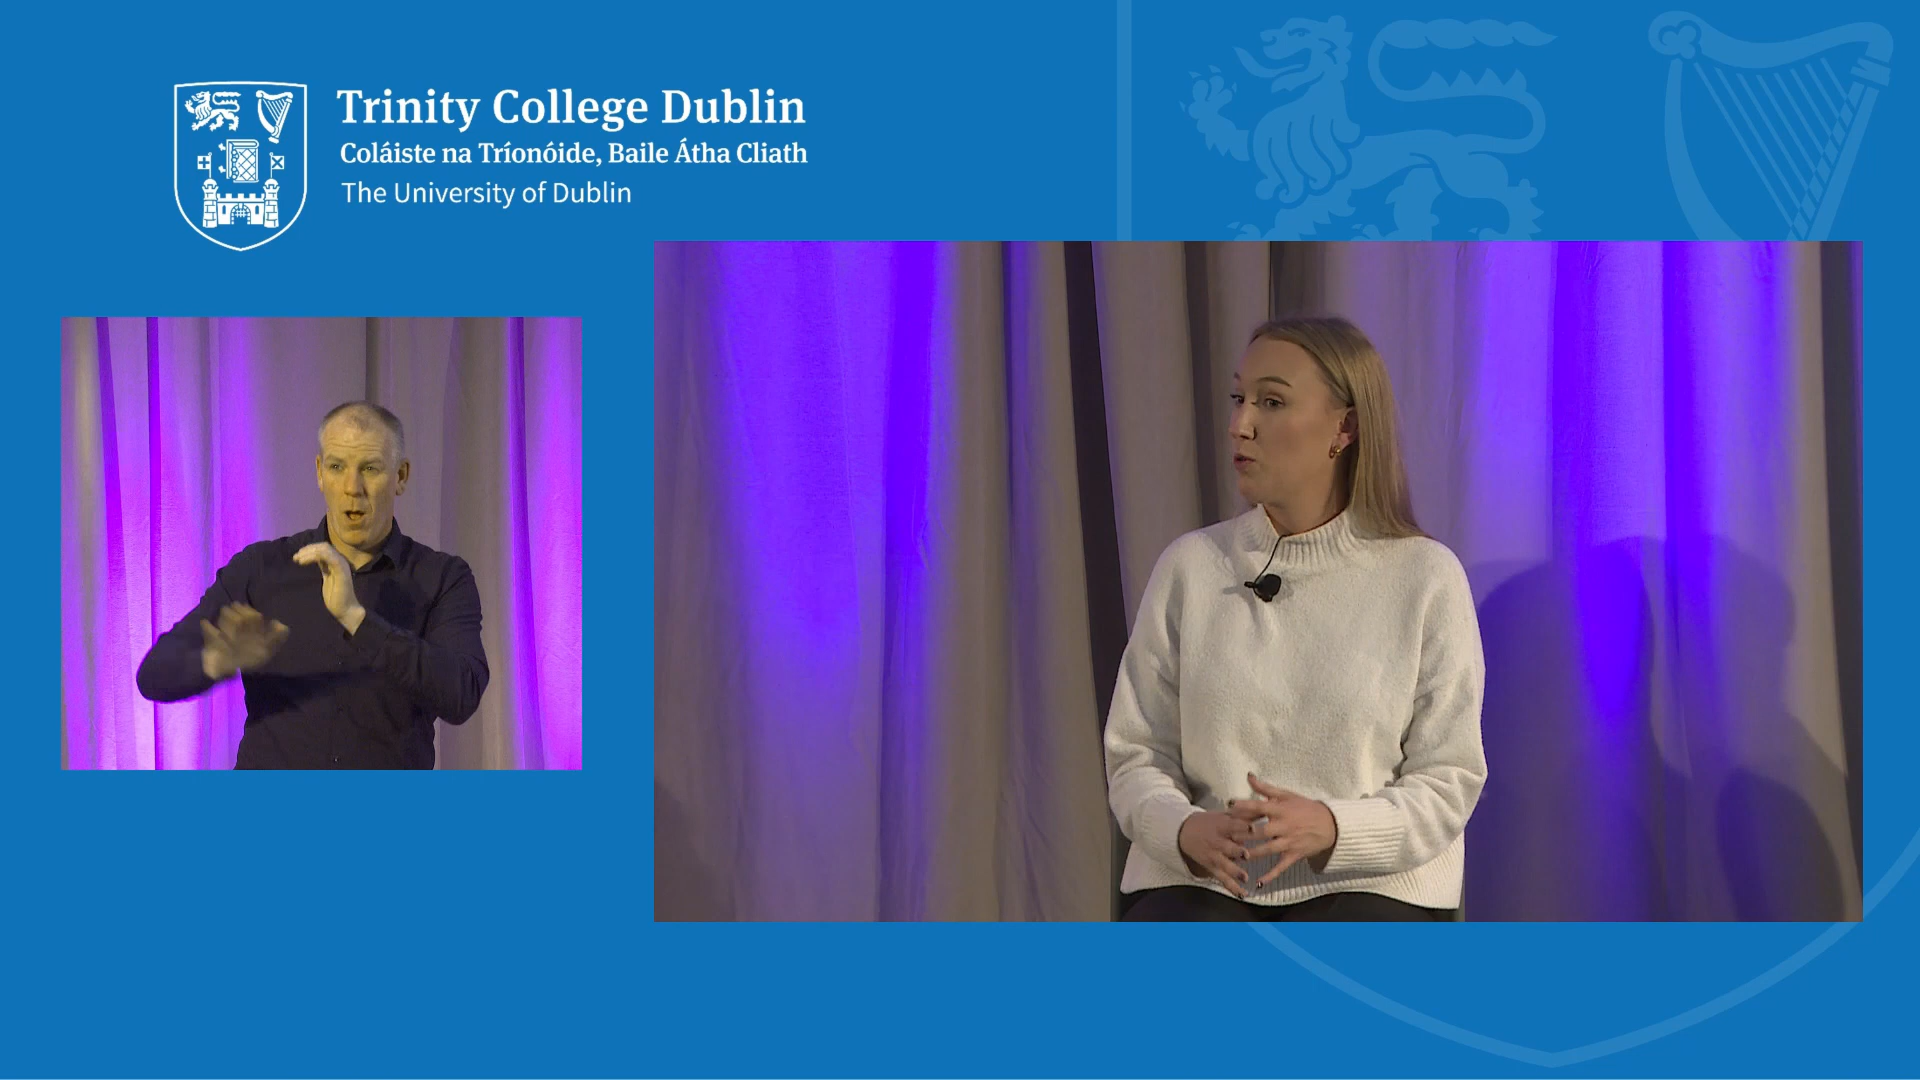 Trinity College Dublin
Coláiste na Tríonóide, Baile Átha Cliath
The University of Dublin